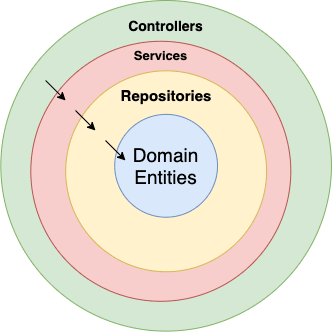 Controllers
Services
Repositories
Domain
Entities